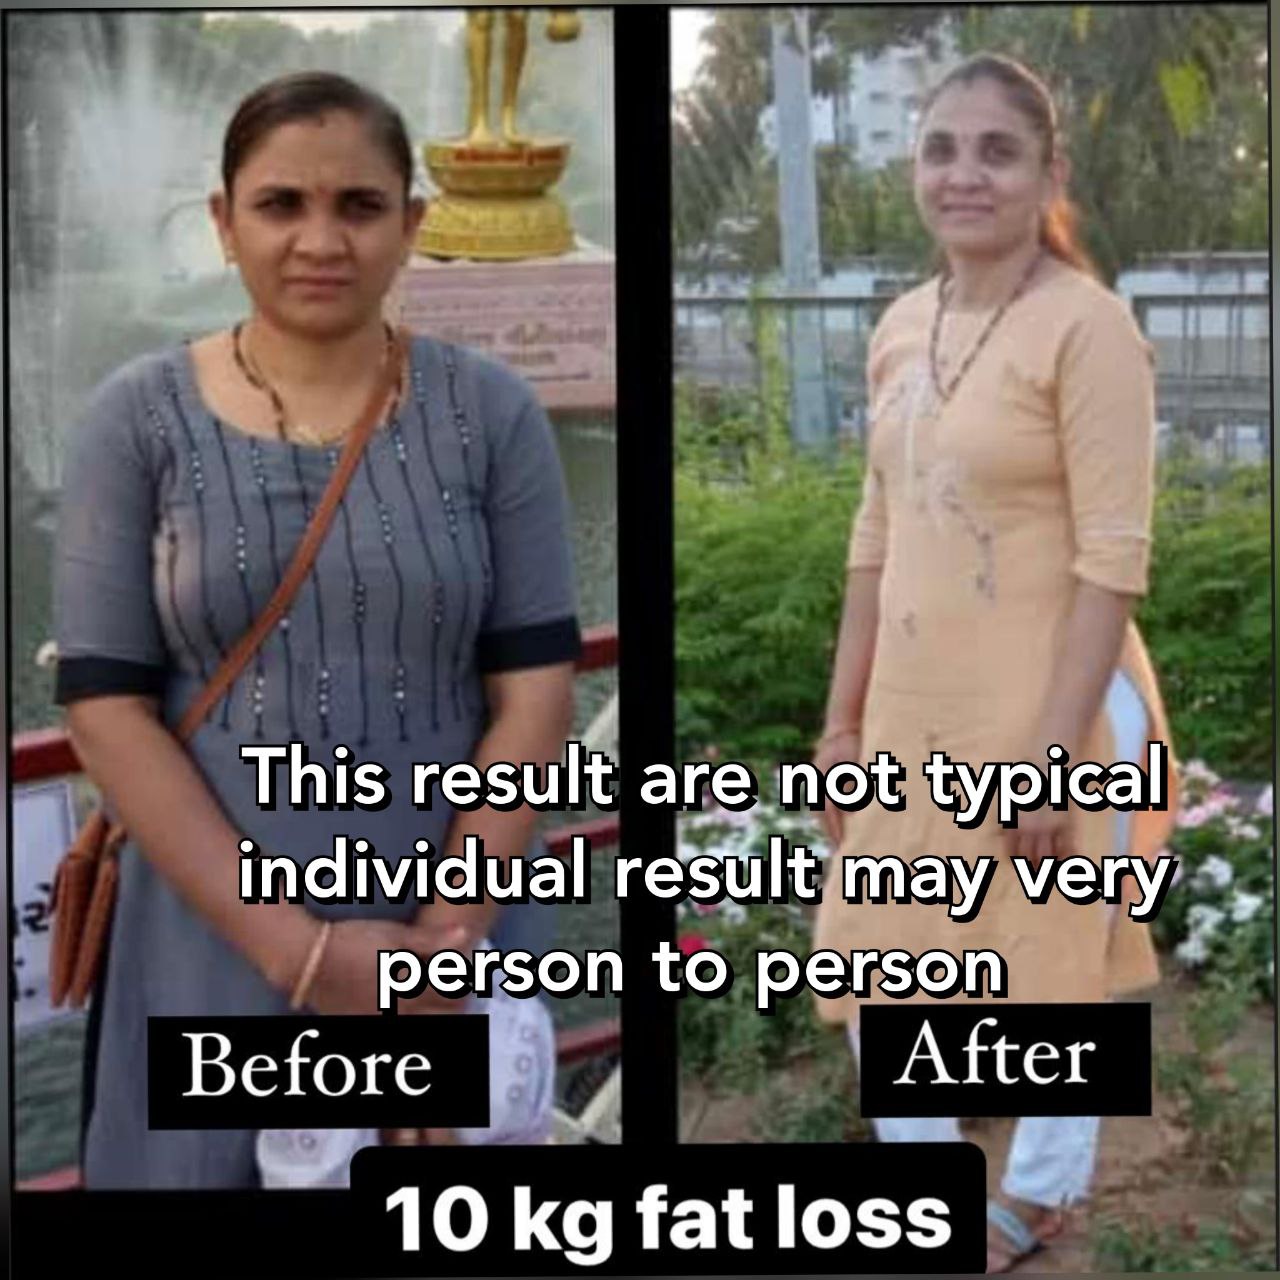 This result are not typical
individual result may very
person to person
Before
After
10 kg fat loss